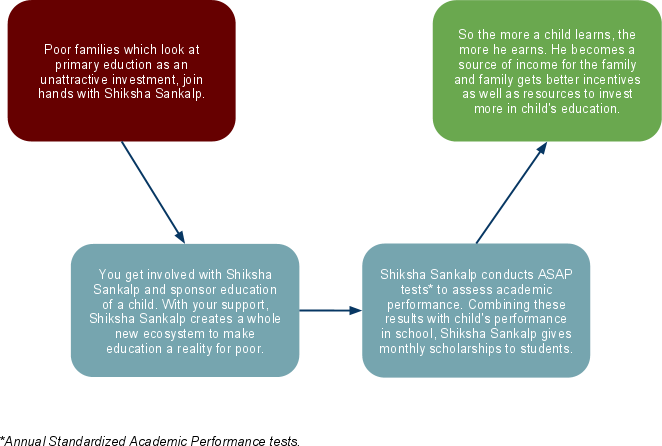 Poor families which look at
primary eduction as an
unattractive investment, join
hands with Shiksha Sankalp.
You get involved with Shiksha
Sankalp and sponsor education
of a child. With your support,
Shiksha Sankalp creates a whole
new ecosystem to make
education a reality for poor.
Shiksha Sankalp conducts ASAP
tests* to assess academic
performance. Combining these
results with child's performance
in school, Shiksha Sankalp gives
monthly scholarships to students.
So the more a child learns, the
more he earns. He becomes a
source of income for the family
and family gets better incentives
as well as resources to invest
more in child's education.
*Annual Standardized Academic Performance tests.